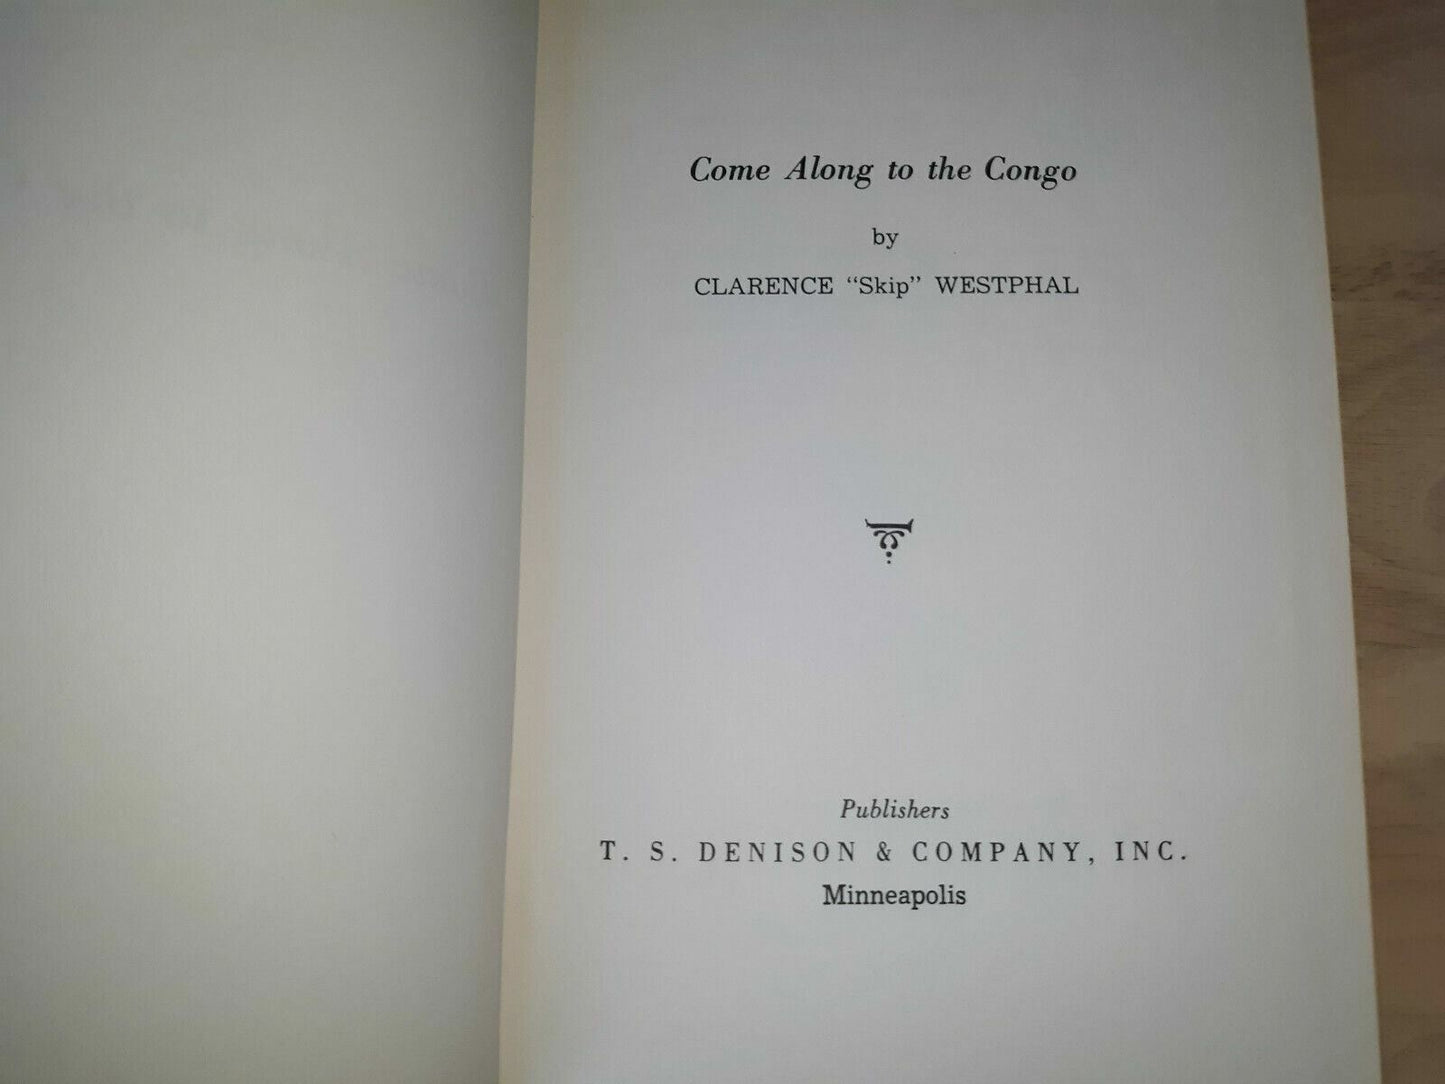 Come Along to the Congo
by
CLARENCE “Skip” WESTPHAL
Publishers
T. S. DENISON & COMPANY, INC.
Minneapolis